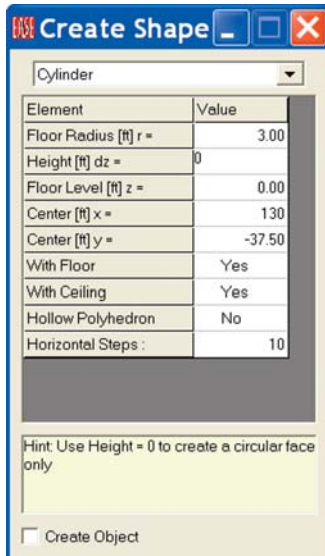 EASE Create Shape
Cylinder
Element Value
Floor Radius [ft] r = 3.00
Height [ft] dz = 0
Floor Level [ft] z = 0.00
Center [ft] x = 130
Center [ft] y = -37.50
With Floor Yes
With Ceiling Yes
Hollow Polyhedron No
Horizontal Steps : 10
Hint: Use Height = 0 to create a circular face
only
Create Object